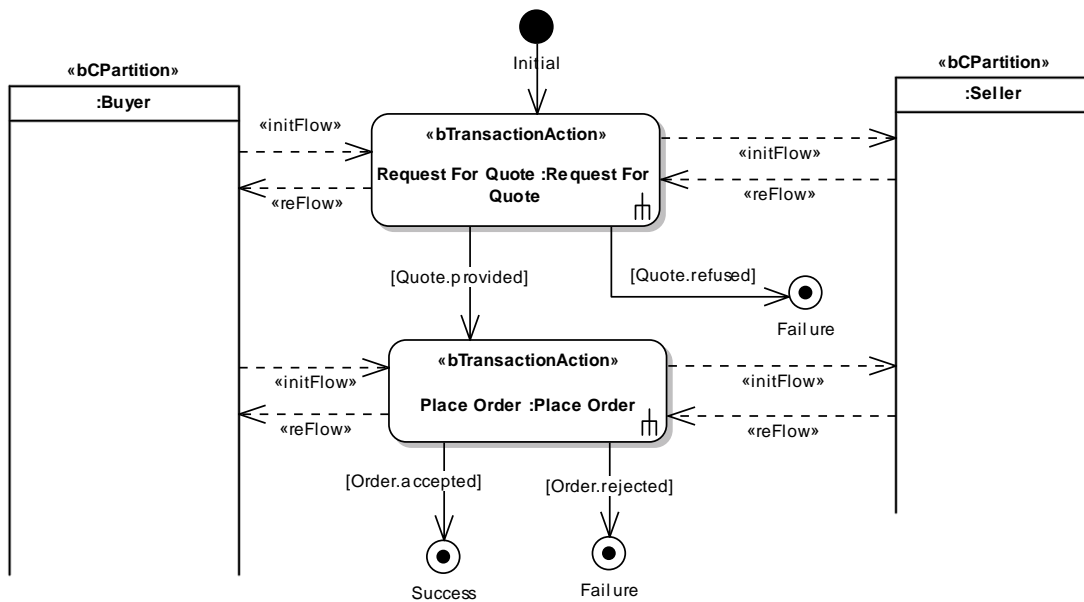 Initial
«bCPartition»
:Buyer
«bCPartition»
:Seller
«initFlow»
«reFlow»
«bTransactionAction»
Request For Quote :Request For
Quote
«initFlow»
«reFlow»
[Quote.provided]
[Quote.refused]
Failure
«initFlow»
«reFlow»
«bTransactionAction»
Place Order :Place Order
«initFlow»
«reFlow»
[Order.accepted]
[Order.rejected]
Success
Failure